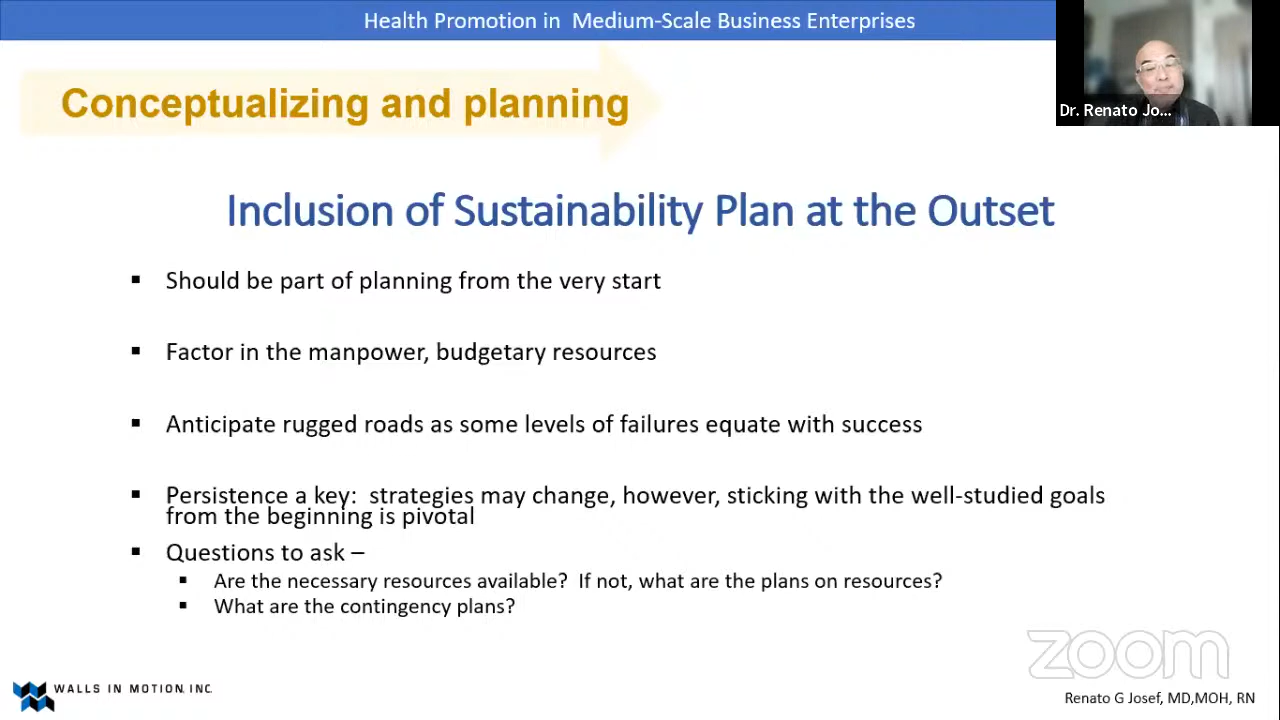 Health Promotion in Medium-Scale Business Enterprises
Dr. Renato Jo...
Conceptualizing and planning
Inclusion of Sustainability Plan at the Outset
▪ Should be part of planning from the very start
▪ Factor in the manpower, budgetary resources
▪ Anticipate rugged roads as some levels of failures equate with success
▪ Persistence a key: strategies may change, however, sticking with the well-studied goals
from the beginning is pivotal
▪ Questions to ask –
▪ Are the necessary resources available? If not, what are the plans on resources?
▪ What are the contingency plans?
zoom
WALLS IN MOTION, INC.
Renato G Josef, MD,MOH, RN